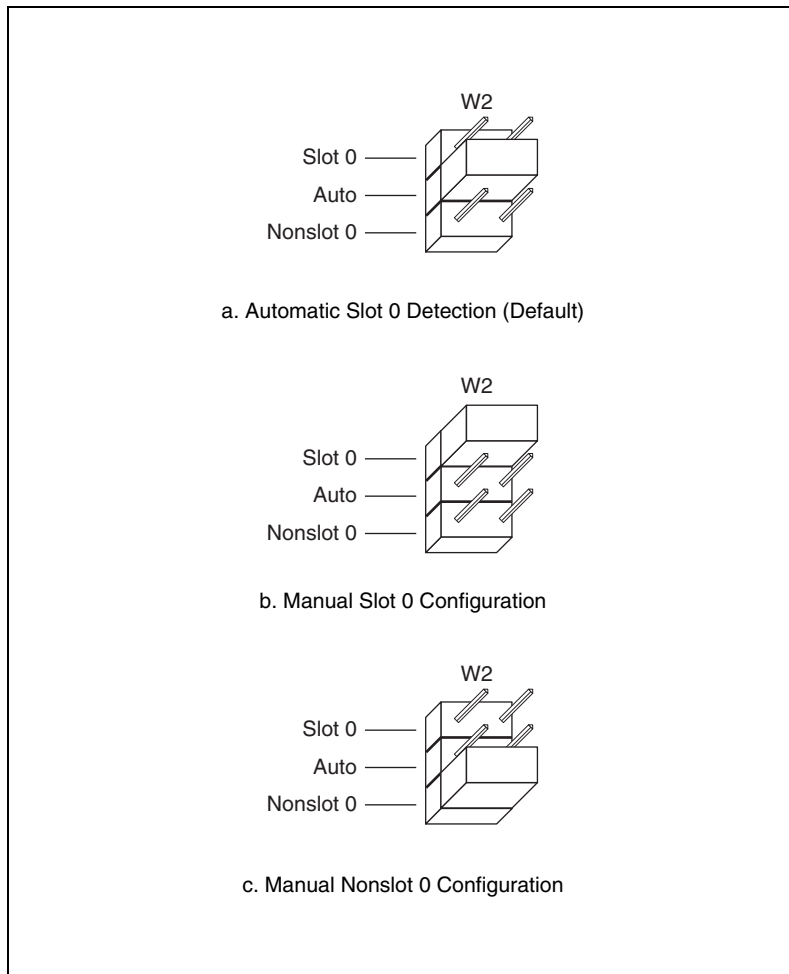 W2
Slot 0
Auto
Nonslot 0
a. Automatic Slot 0 Detection (Default)
W2
Slot 0
Auto
Nonslot 0
b. Manual Slot 0 Configuration
W2
Slot 0
Auto
Nonslot 0
c. Manual Nonslot 0 Configuration